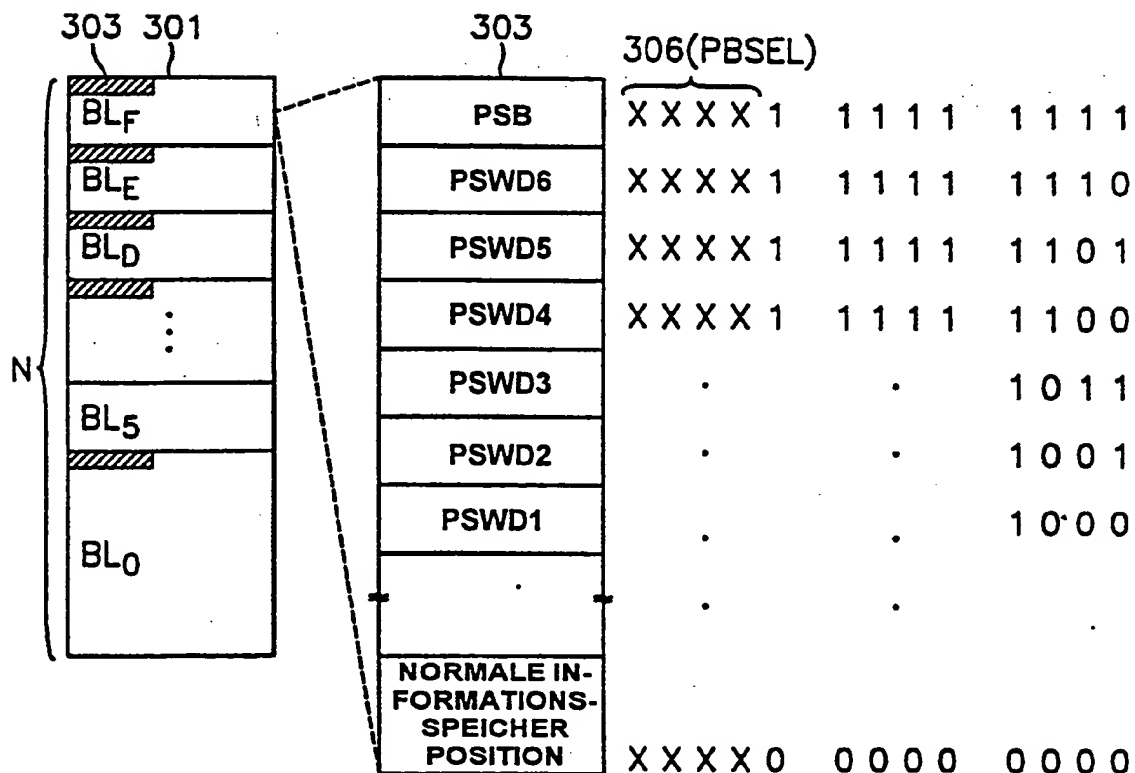 303 301
303
306(PBSEL)
N
BLF
BLE
BLD
BL5
BL0
PSB X X X X 1 1 1 1 1 1 1 1 1
PSWD6 X X X X 1 1 1 1 1 1 1 1 0
PSWD5 X X X X 1 1 1 1 1 1 1 0 1
PSWD4 X X X X 1 1 1 1 1 1 1 0 0
PSWD3 1 0 1 1
PSWD2 1 0 0 1
PSWD1 1 0 0 0
NORMALE IN-
FORMATIONS-
SPEICHER
POSITION X X X X 0 0 0 0 0 0 0 0 0